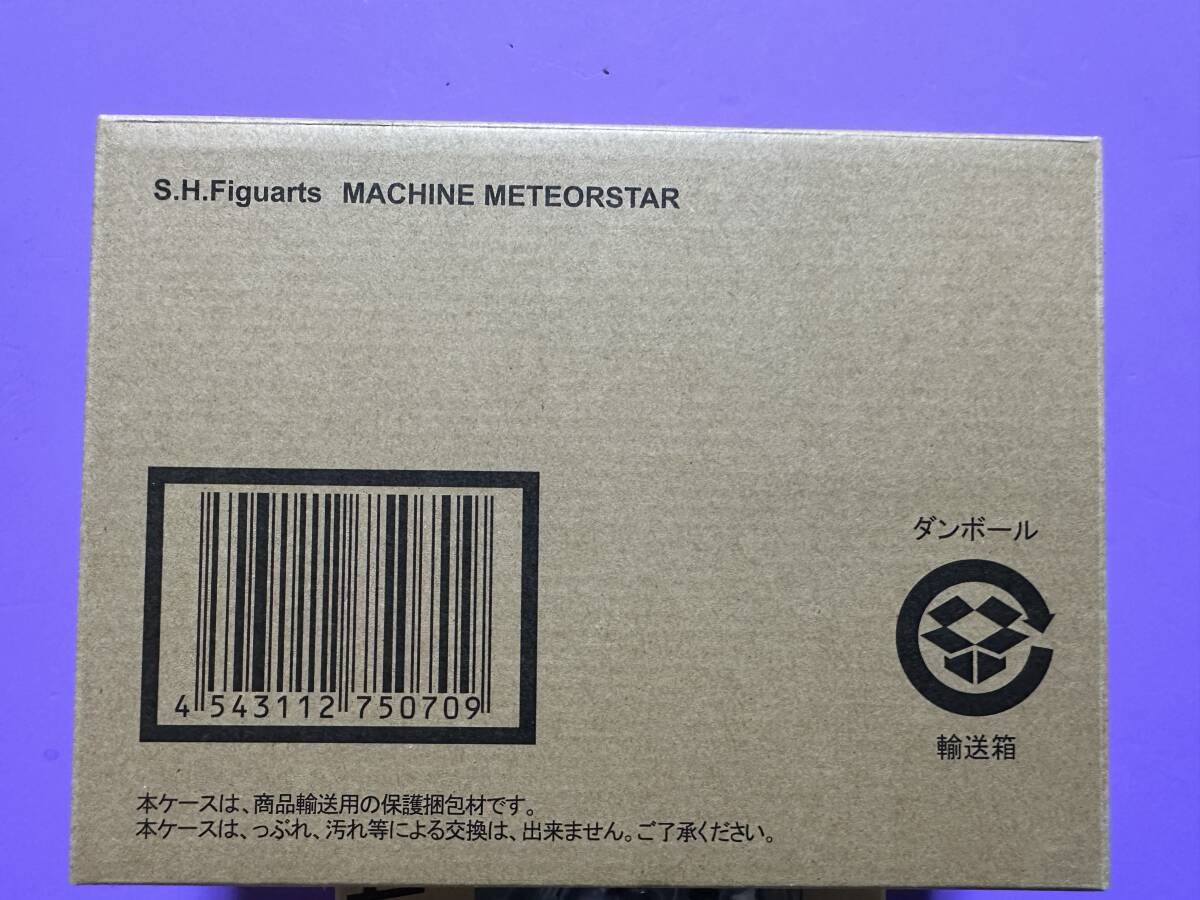 S.H.Figuarts MACHINE METEORSTAR
ダンボール
輸送箱
4 543112 750709
本ケースは、商品輸送用の保護梱包材です。
本ケースは、つぶれ、汚れ等による交換は、出来ません。ご了承ください。